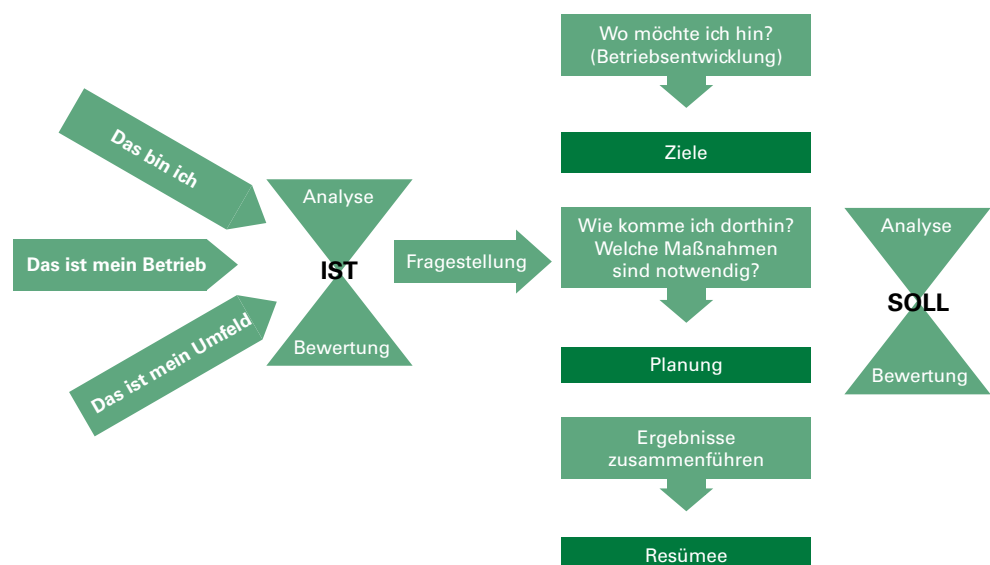 Das bin ich
Das ist mein Betrieb
Das ist mein Umfeld
Analyse
IST
Bewertung
Fragestellung
Wo möchte ich hin?
(Betriebsentwicklung)
Ziele
Wie komme ich dorthin?
Welche Maßnahmen
sind notwendig?
Planung
Ergebnisse
zusammenführen
Resümee
Analyse
SOLL
Bewertung